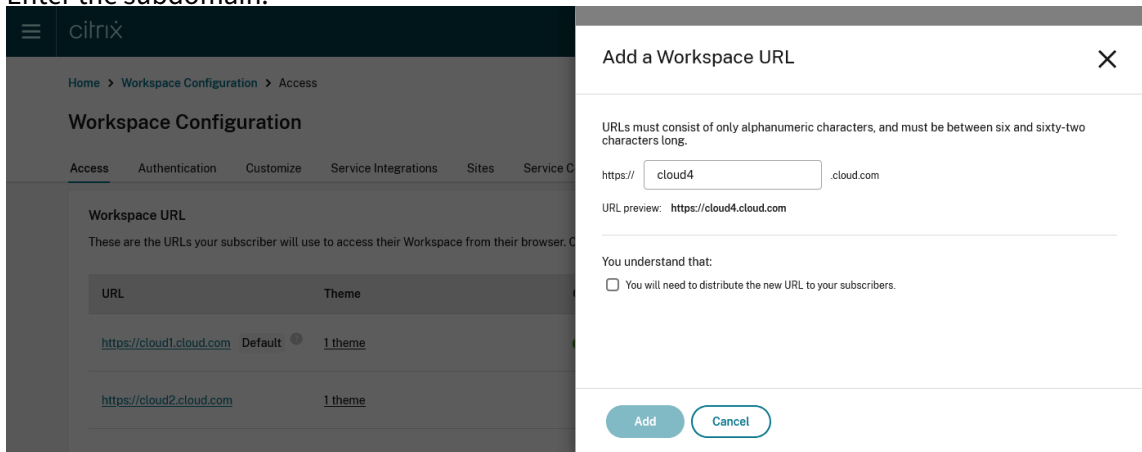 Enter the subdomain.
citrix
Home > Workspace Configuration > Access
Workspace Configuration
Access Authentication Customize Service Integrations Sites Service C
Workspace URL
These are the URLs your subscriber will use to access their Workspace from their browser. C
URL Theme
https://cloud1.cloud.com Default ? 1 theme
https://cloud2.cloud.com 1 theme
Add a Workspace URL
URLs must consist of only alphanumeric characters, and must be between six and sixty-two
characters long.
https:// cloud4 .cloud.com
URL preview: https://cloud4.cloud.com
You understand that:
You will need to distribute the new URL to your subscribers.
Add Cancel